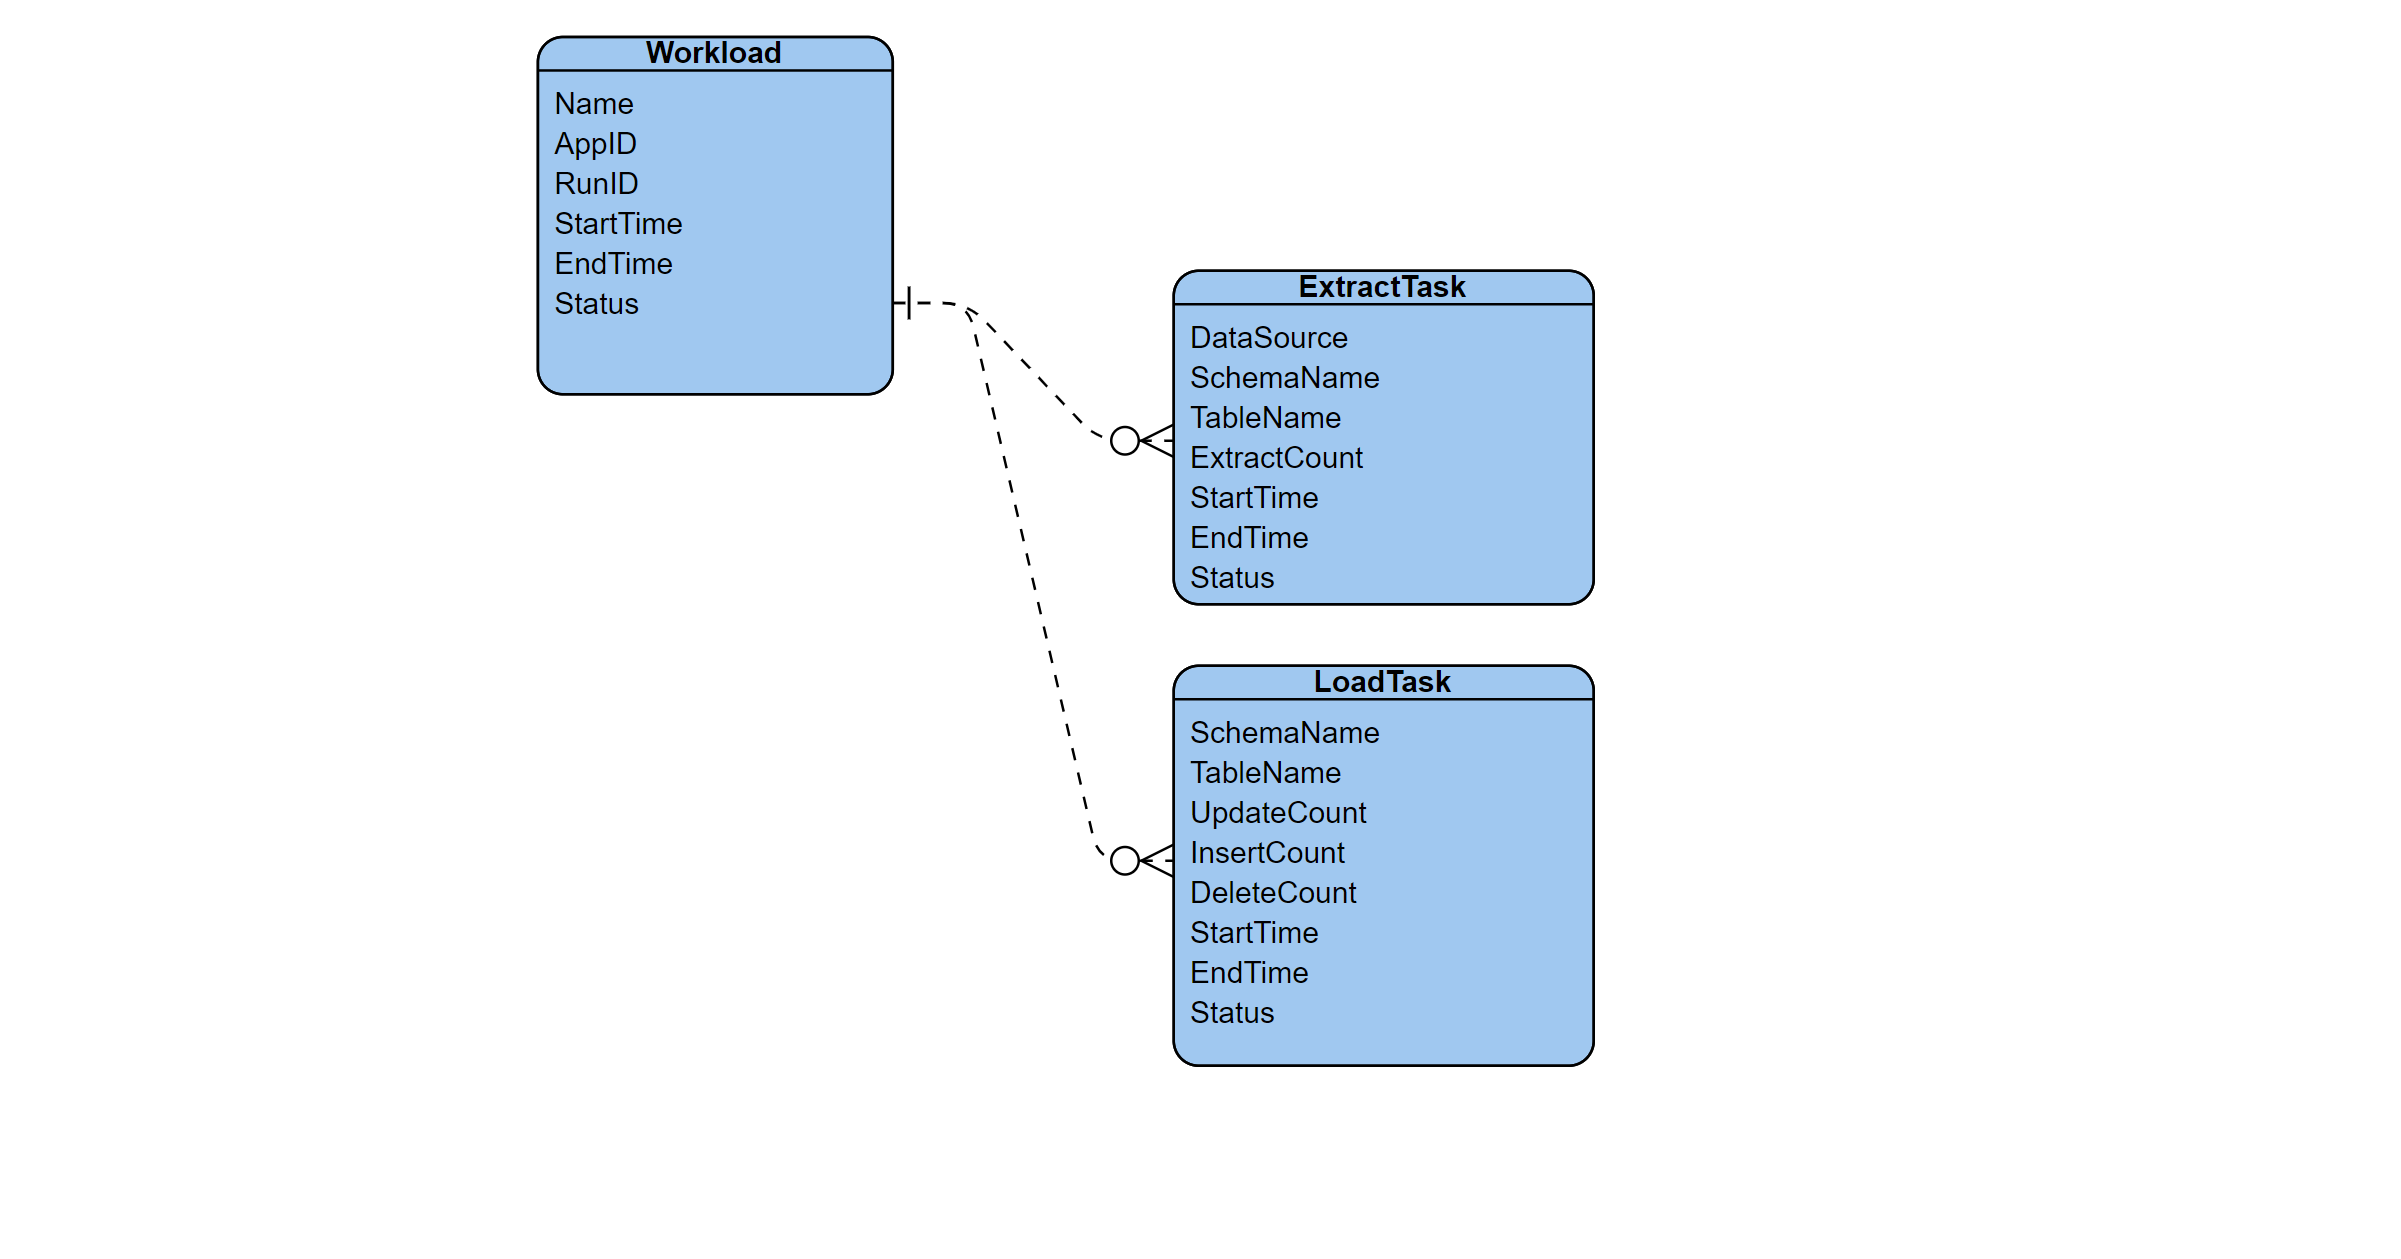 Workload
Name
AppID
RunID
StartTime
EndTime
Status
ExtractTask
DataSource
SchemaName
TableName
ExtractCount
StartTime
EndTime
Status
LoadTask
SchemaName
TableName
UpdateCount
InsertCount
DeleteCount
StartTime
EndTime
Status